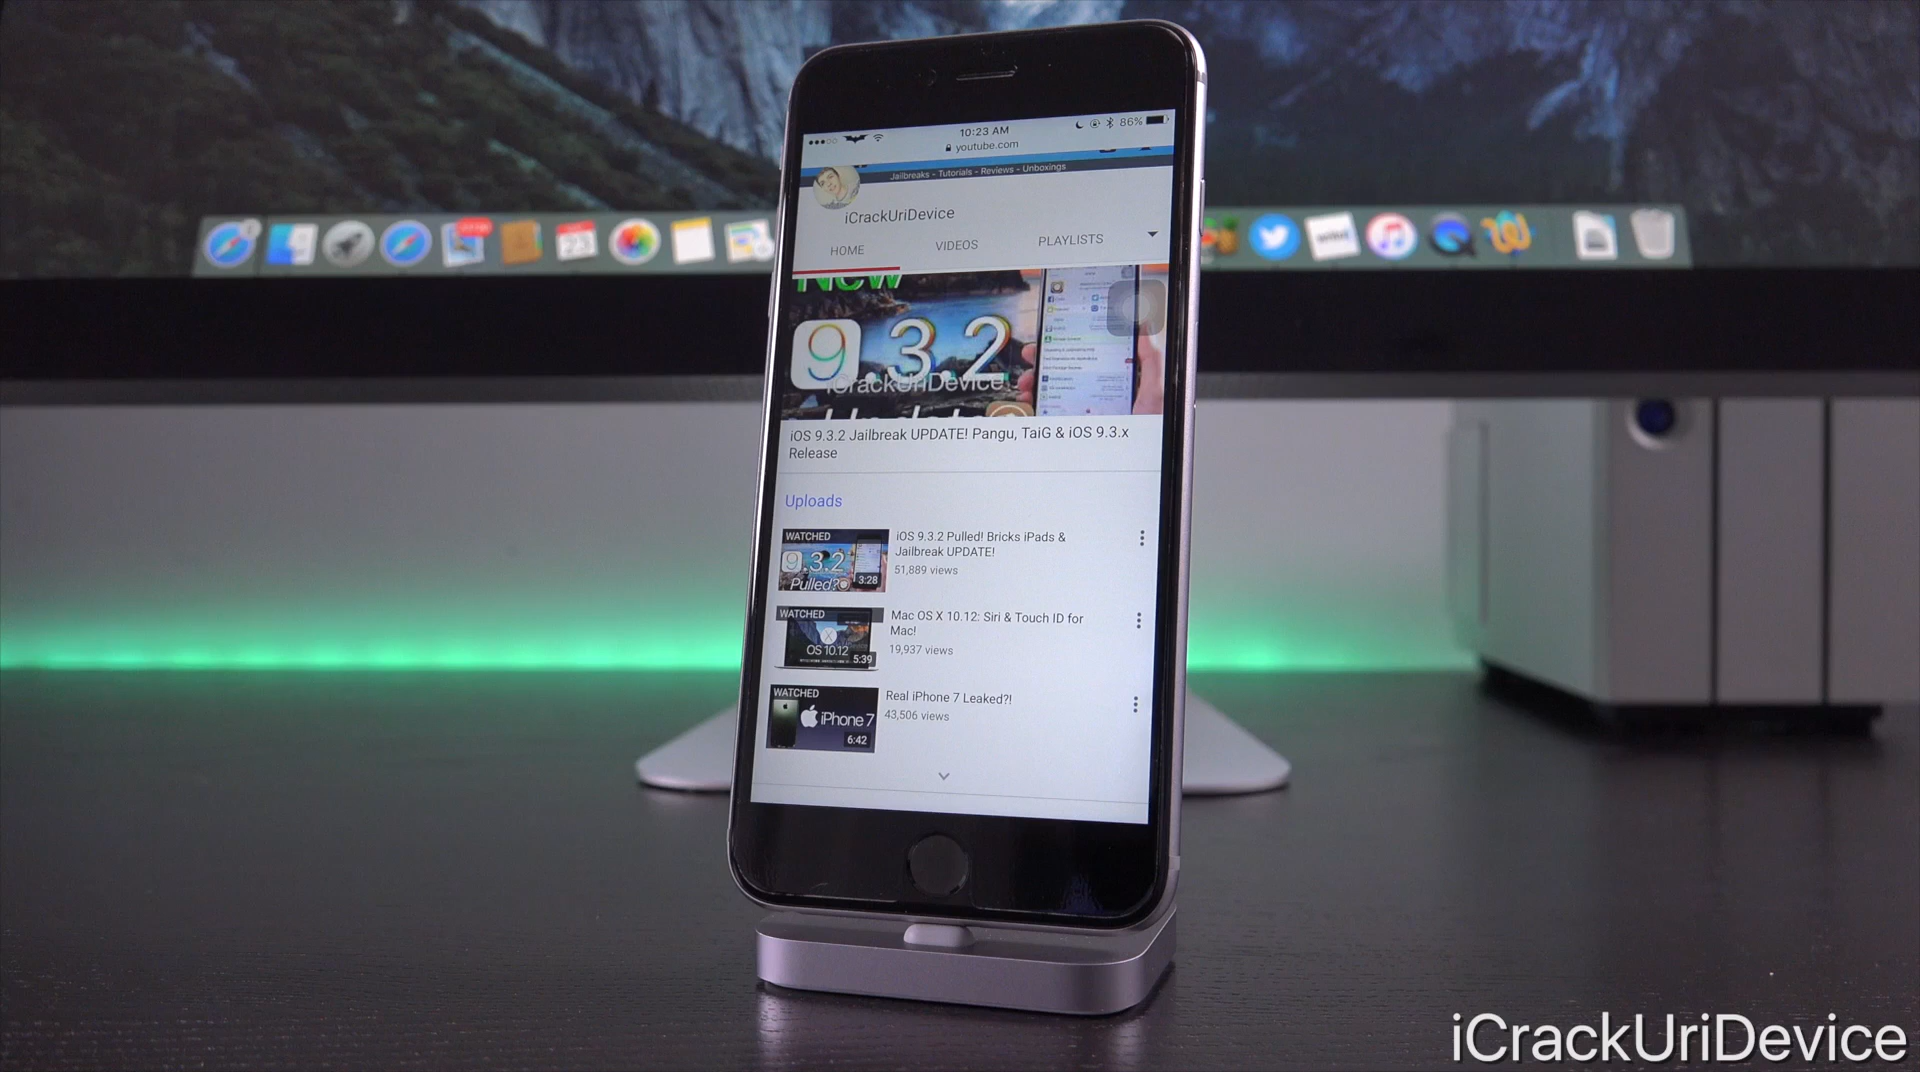 10:23 AM
86%
youtube.com
Jailbreaks - Tutorials - Reviews - Unboxings
iCrackUriDevice
HOME VIDEOS PLAYLISTS
New
9.3.2
iCrackUriDevice
Update
iOS 9.3.2 Jailbreak UPDATE! Pangu, TaiG & iOS 9.3.x
Release
Uploads
WATCHED
9.3.2
Pulled?
3:28
iOS 9.3.2 Pulled! Bricks iPads &
Jailbreak UPDATE!
51,889 views
WATCHED
X
OS 10.12
5:39
Mac OS X 10.12: Siri & Touch ID for
Mac!
19,937 views
WATCHED
iPhone 7
6:42
Real iPhone 7 Leaked?!
43,506 views
23
iCrackUriDevice